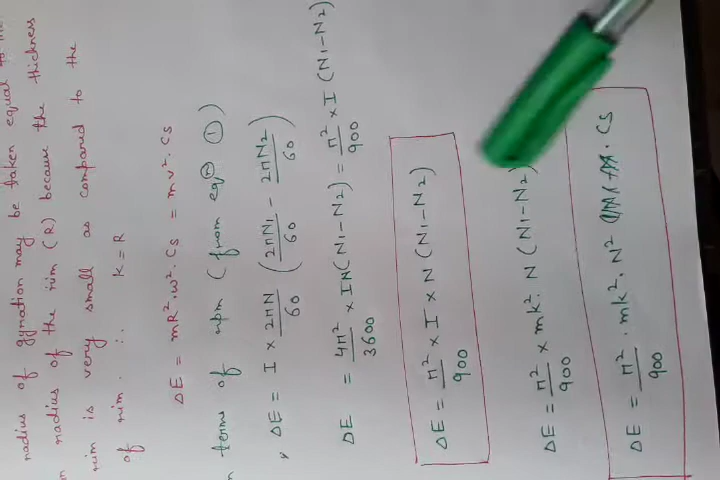 radius of gyration may be taken equal to
radius of the rim (R) because the thickness
rim is very small as compared to the
of rim. ∴ K = R
ΔE = mR².ω².Cs = mv².Cs
terms of rpm (from eqⁿ ①)
, ΔE = I × 2πN/60 (2πN1/60 - 2πN2/60)
ΔE = 4π²/3600 × IN(N1-N2) = π²/900 × I (N1-N2)
ΔE = π²/900 × I × N (N1-N2)
ΔE = π²/900 × mk². N (N1-N2)
ΔE = π²/900 . mk². N² . Cs